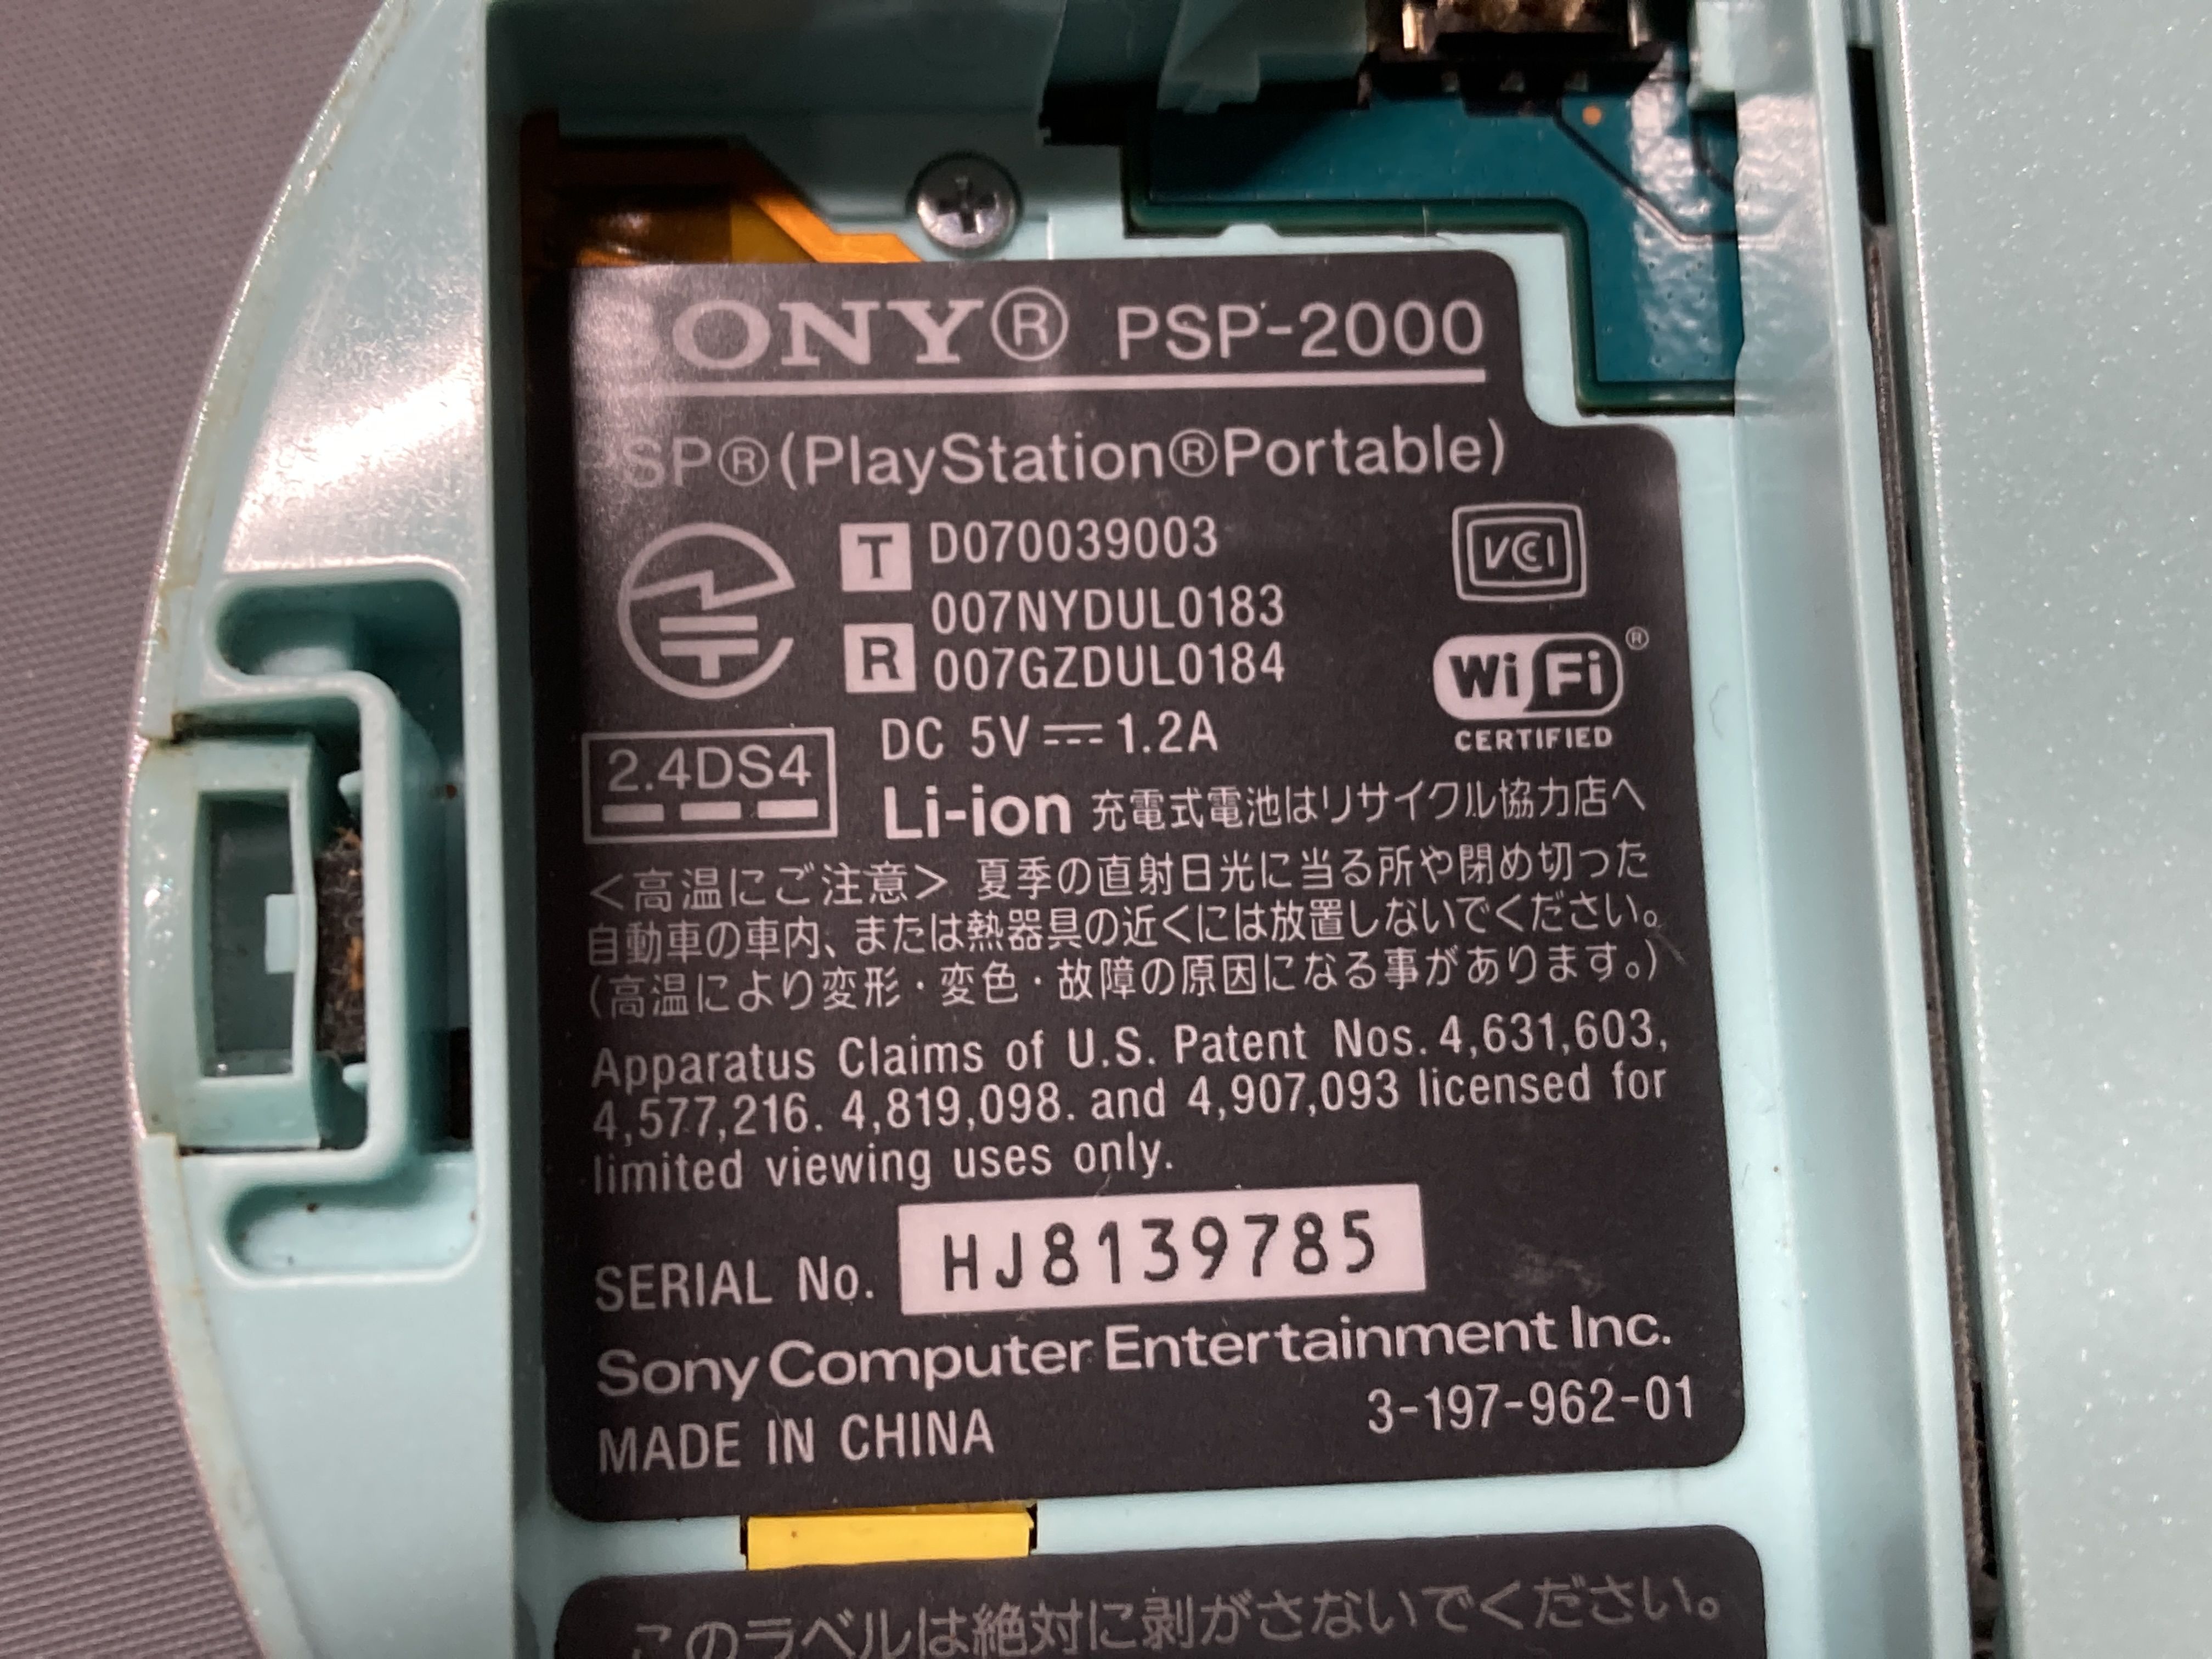 SONY® PSP-2000
PSP®(PlayStation®Portable)
T D070039003
007NYDUL0183
R 007GZDUL0184
VCCI
Wi Fi®
CERTIFIED
2.4DS4
DC 5V 1.2A
Li-ion 充電式電池はリサイクル協力店へ
<高温にご注意> 夏季の直射日光に当る所や閉め切った
自動車の車内、または熱器具の近くには放置しないでください。
(高温により変形・変色・故障の原因になる事があります。)
Apparatus Claims of U.S. Patent Nos. 4,631,603,
4,577,216. 4,819,098. and 4,907,093 licensed for
limited viewing uses only.
SERIAL No. HJ8139785
Sony Computer Entertainment Inc.
MADE IN CHINA 3-197-962-01
このラベルは絶対に剥がさないでください。